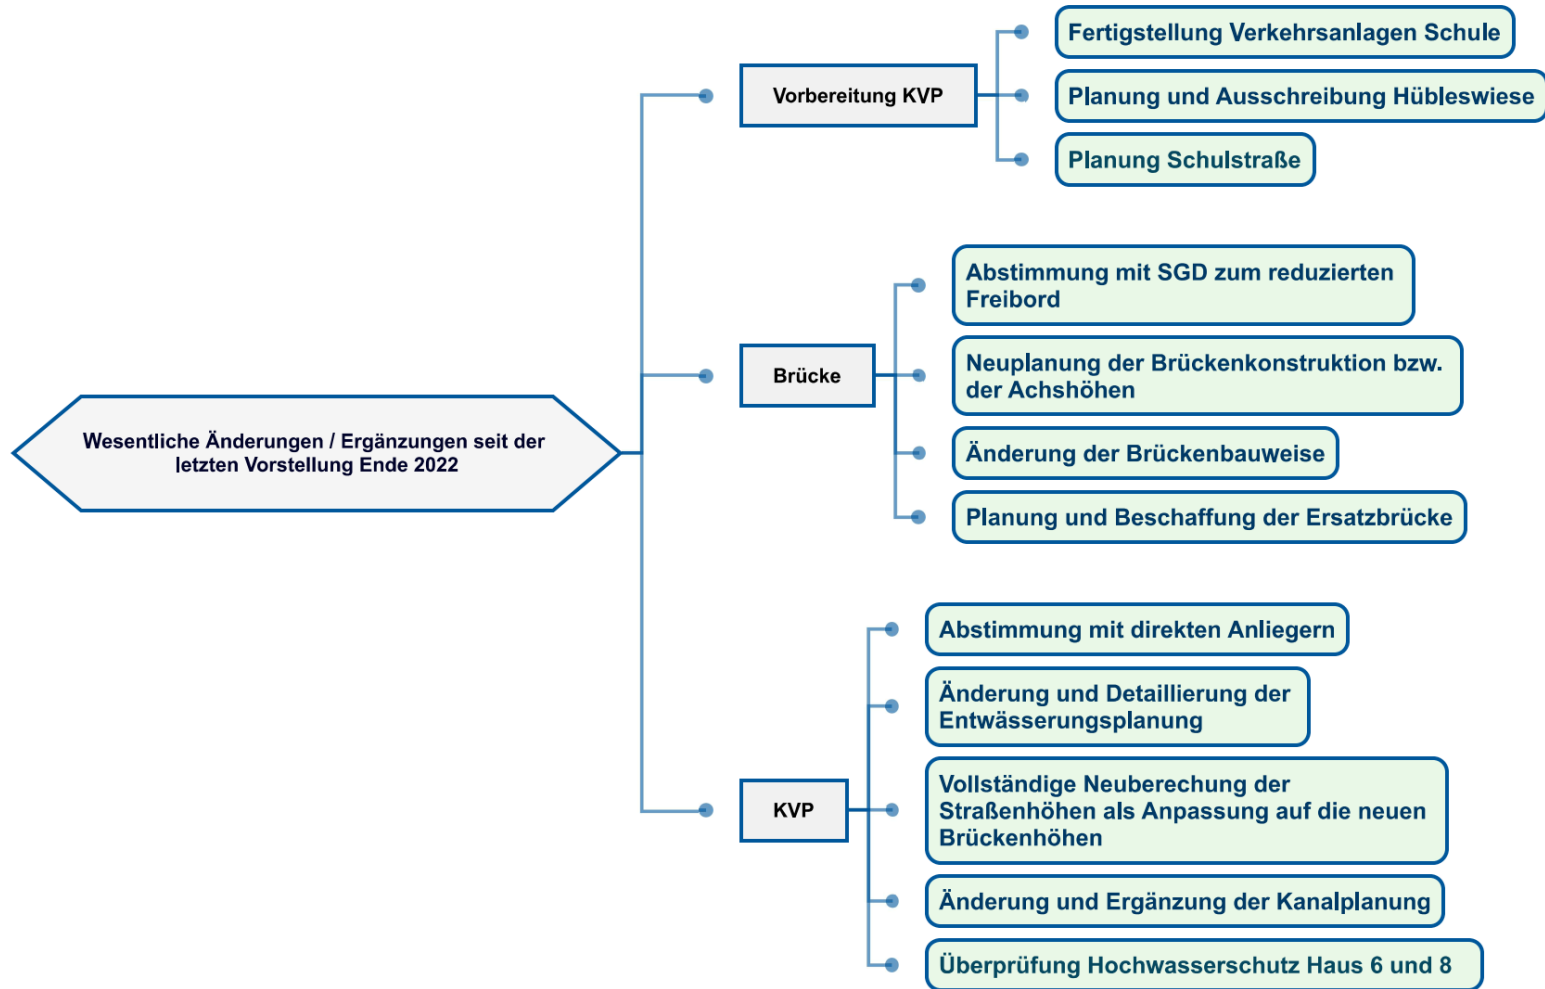 Wesentliche Änderungen / Ergänzungen seit der
letzten Vorstellung Ende 2022
Vorbereitung KVP
Fertigstellung Verkehrsanlagen Schule
Planung und Ausschreibung Hübleswiese
Planung Schulstraße
Brücke
Abstimmung mit SGD zum reduzierten
Freibord
Neuplanung der Brückenkonstruktion bzw.
der Achshöhen
Änderung der Brückenbauweise
Planung und Beschaffung der Ersatzbrücke
KVP
Abstimmung mit direkten Anliegern
Änderung und Detaillierung der
Entwässerungsplanung
Vollständige Neuberechung der
Straßenhöhen als Anpassung auf die neuen
Brückenhöhen
Änderung und Ergänzung der Kanalplanung
Überprüfung Hochwasserschutz Haus 6 und 8